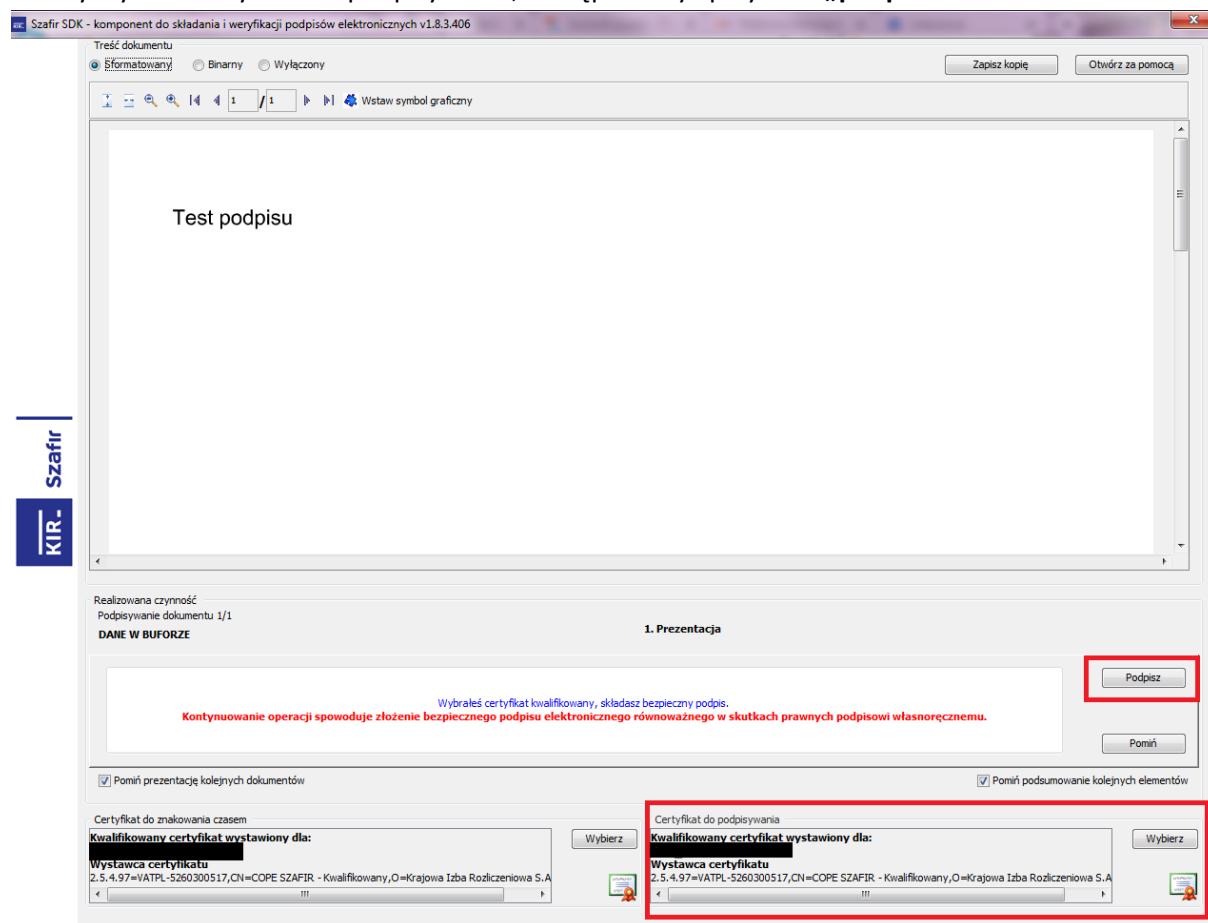 Szafir SDK - komponent do składania i weryfikacji podpisów elektronicznych v1.8.3.406
Treść dokumentu
Sformatowany Binarny Wyłączony Zapisz kopię Otwórz za pomocą
1 / 1 Wstaw symbol graficzny
Test podpisu
KIR Szafir
Realizowana czynność
Podpisywanie dokumentu 1/1
DANE W BUFORZE
1. Prezentacja
Podpisz
Wybrałeś certyfikat kwalifikowany, składasz bezpieczny podpis.
Kontynuowanie operacji spowoduje złożenie bezpiecznego podpisu elektronicznego równoważnego w skutkach prawnych podpisowi własnoręcznemu.
Pomiń
Pomiń prezentację kolejnych dokumentów Pomiń podsumowanie kolejnych elementów
Certyfikat do znakowania czasem
Kwalifikowany certyfikat wystawiony dla:
Wybierz
Wystawca certyfikatu
2.5.4.97=VATPL-5260300517,CN=COPE SZAFIR - Kwalifikowany,O=Krajowa Izba Rozliczeniowa S.A
Certyfikat do podpisywania
Kwalifikowany certyfikat wystawiony dla:
Wybierz
Wystawca certyfikatu
2.5.4.97=VATPL-5260300517,CN=COPE SZAFIR - Kwalifikowany,O=Krajowa Izba Rozliczeniowa S.A